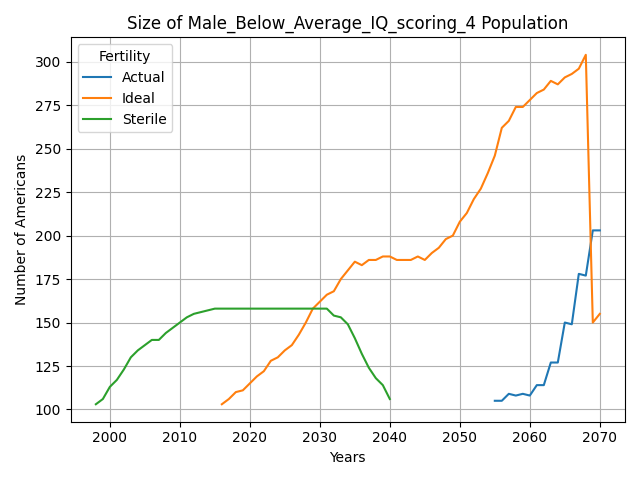 Size of Male_Below_Average_IQ_scoring_4 Population
Fertility
Actual
Ideal
Sterile
Number of Americans
300
275
250
225
200
175
150
125
100
2000 2010 2020 2030 2040 2050 2060 2070
Years